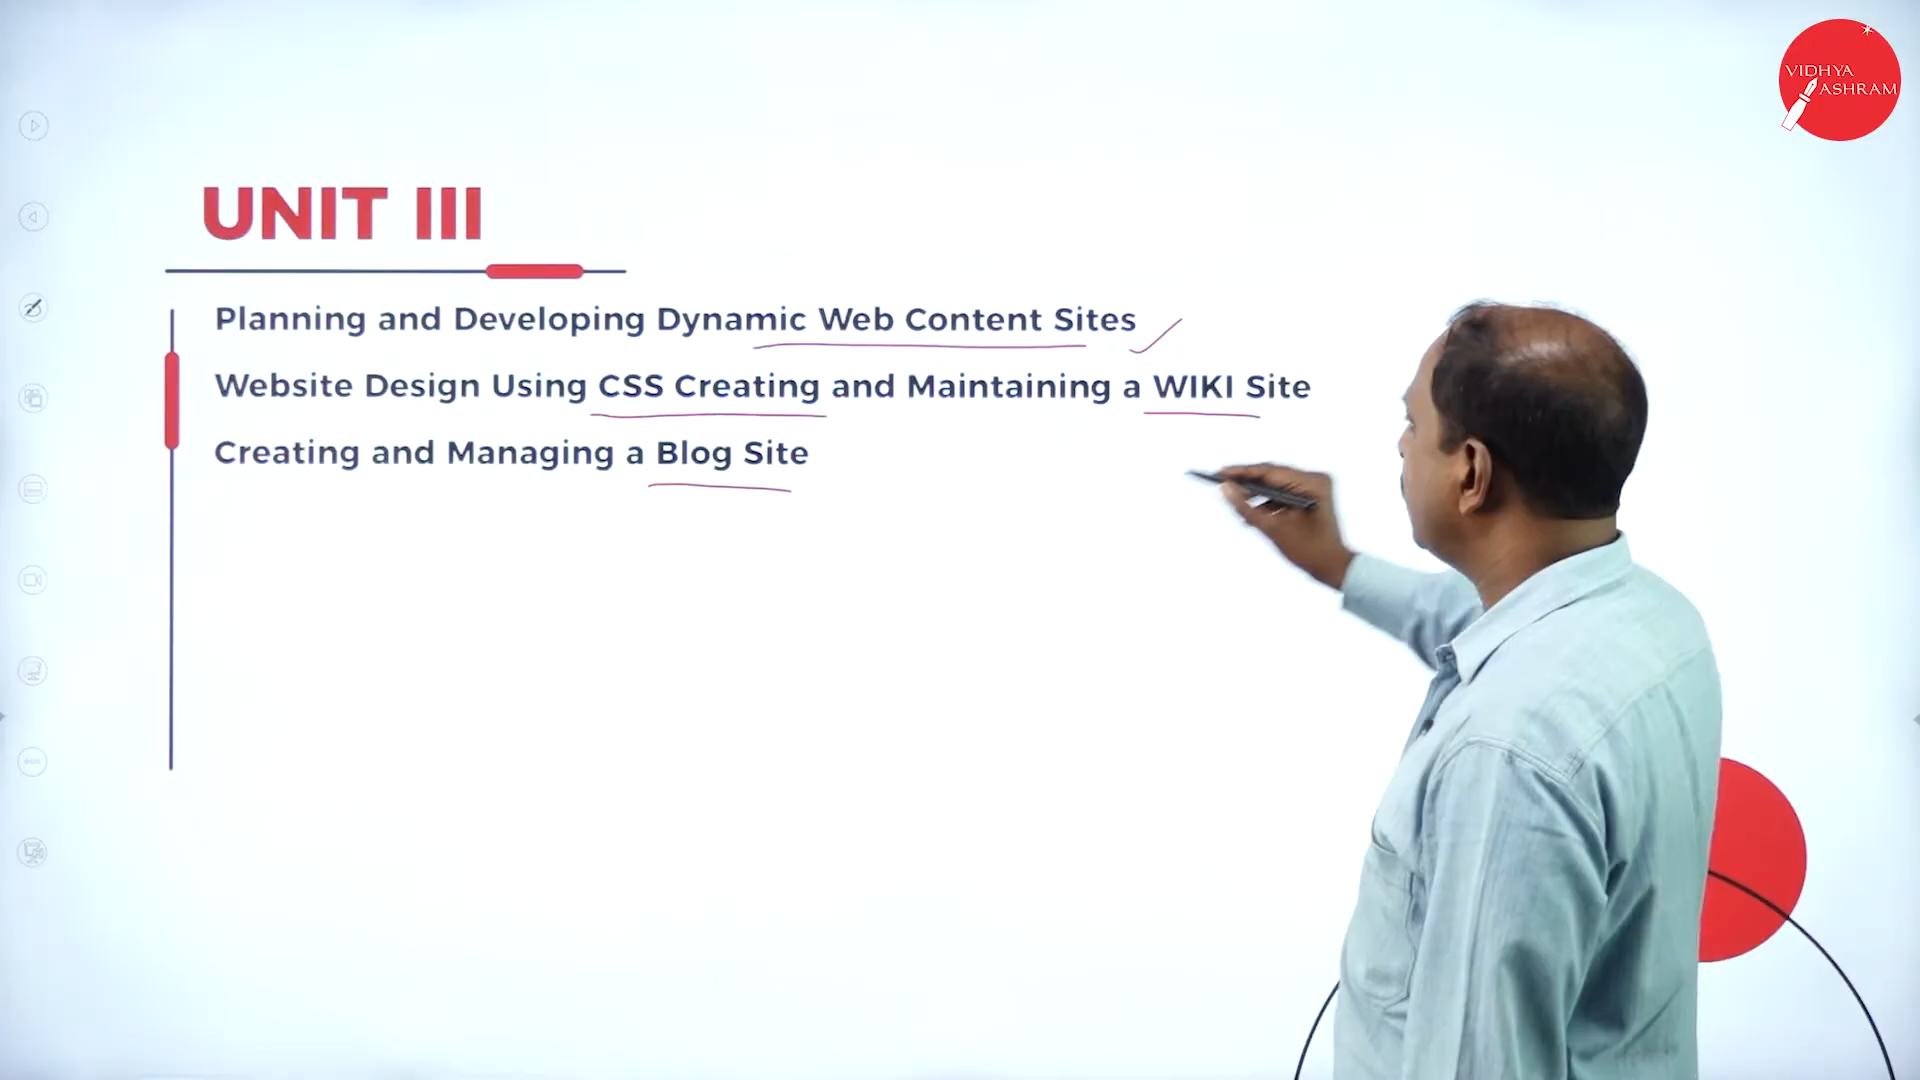 VIDHYA
ASHRAM
UNIT III
Planning and Developing Dynamic Web Content Sites
Website Design Using CSS Creating and Maintaining a WIKI Site
Creating and Managing a Blog Site